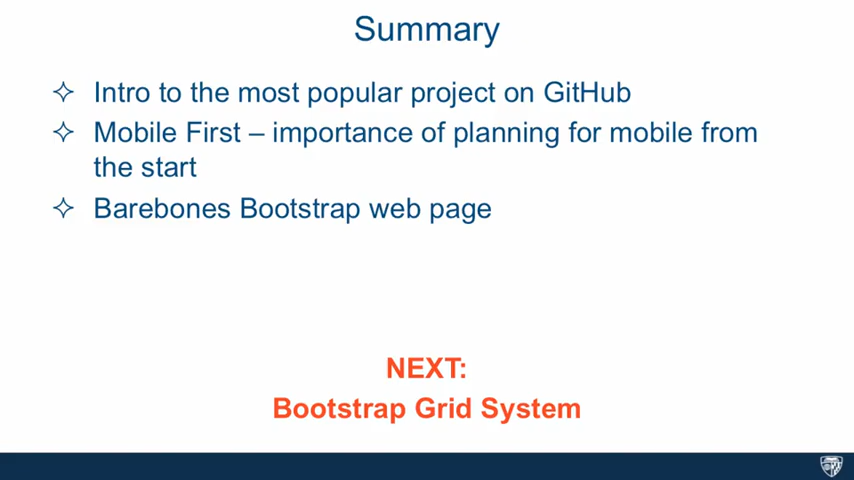 Summary
✧ Intro to the most popular project on GitHub
✧ Mobile First – importance of planning for mobile from
the start
✧ Barebones Bootstrap web page
NEXT:
Bootstrap Grid System